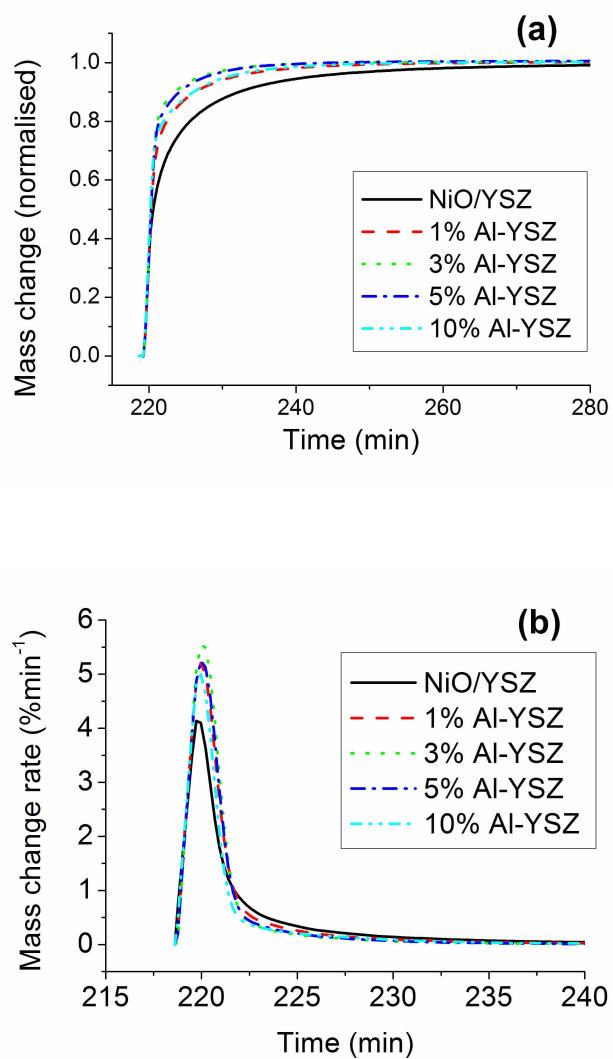 (a)
Mass change (normalised)
1.0
0.8
0.6
0.4
0.2
0.0
NiO/YSZ
1% Al-YSZ
3% Al-YSZ
5% Al-YSZ
10% Al-YSZ
220 240 260 280
Time (min)
(b)
Mass change rate (%min⁻¹)
6
5
4
3
2
1
0
NiO/YSZ
1% Al-YSZ
3% Al-YSZ
5% Al-YSZ
10% Al-YSZ
215 220 225 230 235 240
Time (min)